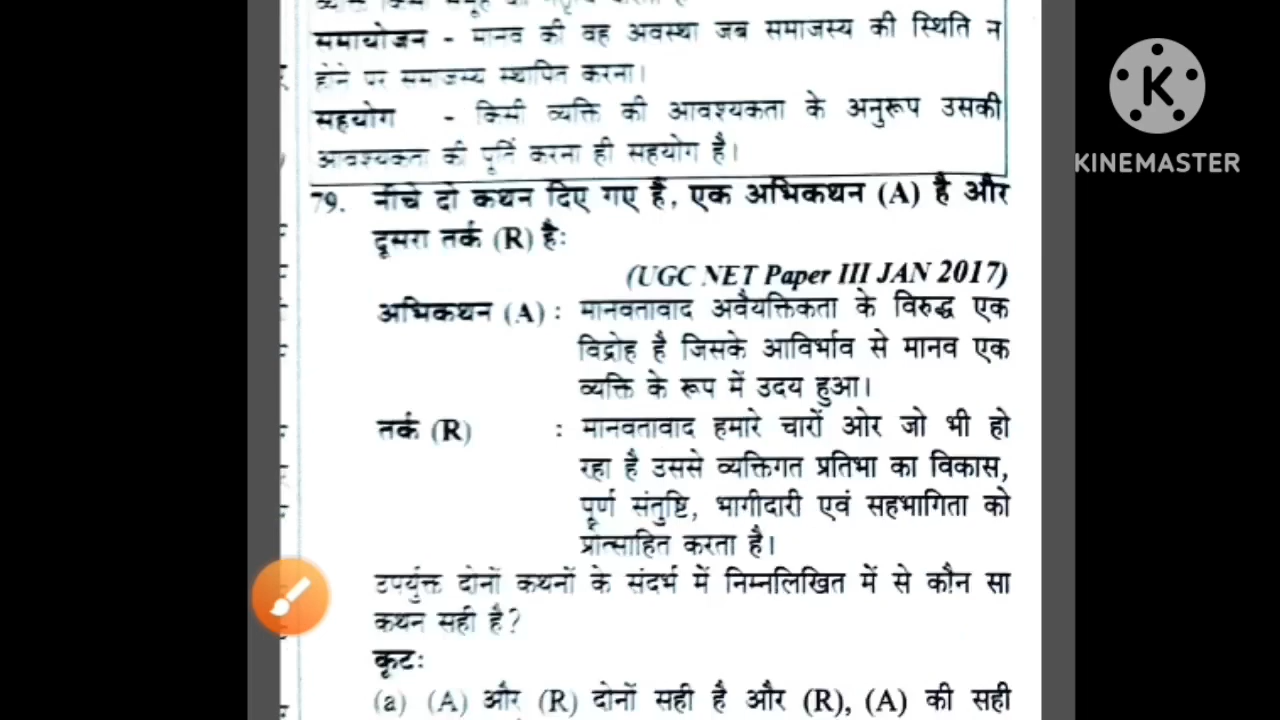 समायोजन - मानव की वह अवस्था जब समाजस्य की स्थिति न
होने पर समाजस्य स्थापित करना।
सहयोग - किसी व्यक्ति की आवश्यकता के अनुरूप उसकी
आवश्यकता की पूर्ति करना ही सहयोग है।
79. नीचे दो कथन दिए गए हैं, एक अभिकथन (A) है और
दूसरा तर्क (R) है:
(UGC NET Paper III JAN 2017)
अभिकथन (A) : मानवतावाद अवैयक्तिकता के विरुद्ध एक
विद्रोह है जिसके आविर्भाव से मानव एक
व्यक्ति के रूप में उदय हुआ।
तर्क (R) : मानवतावाद हमारे चारों ओर जो भी हो
रहा है उससे व्यक्तिगत प्रतिभा का विकास,
पूर्ण संतुष्टि, भागीदारी एवं सहभागिता को
प्रोत्साहित करता है।
उपर्युक्त दोनों कथनों के संदर्भ में निम्नलिखित में से कौन सा
कथन सही है?
कूट:
(a) (A) और (R) दोनों सही है और (R), (A) की सही
K
KINEMASTER